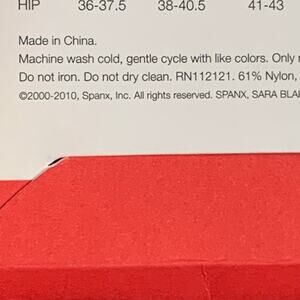 HIP 36-37.5 38-40.5 41-43
Made in China.
Machine wash cold, gentle cycle with like colors. Only
Do not iron. Do not dry clean. RN112121. 61% Nylon,
©2000-2010, Spanx, Inc. All rights reserved. SPANX, SARA BLA